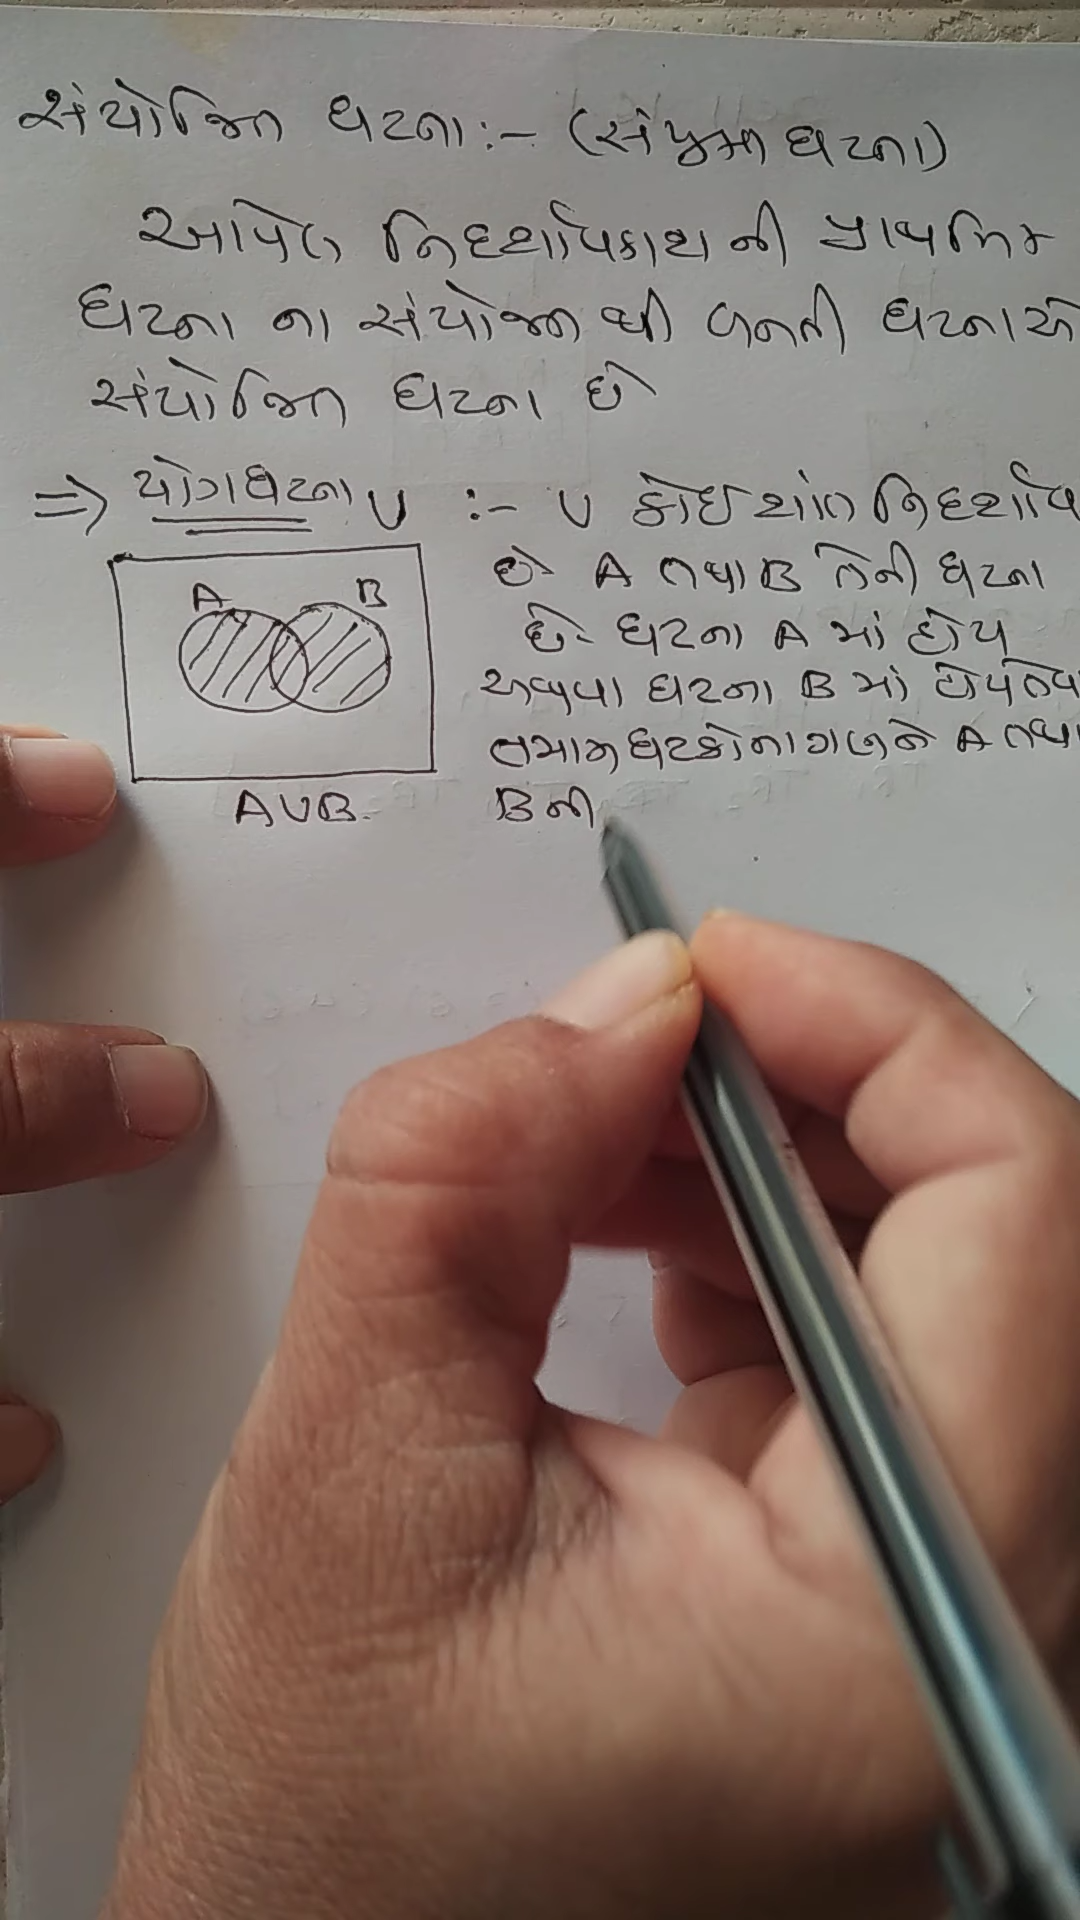 સંયોજિત ઘટના:- (સંયુક્ત ઘટના)
આપેલ નિદર્શાવકાશ ની પ્રાથમિક
ઘટના ના સંયોજન થી બનતી ઘટના એ
સંયોજિત ઘટના છે
⇒ યોગઘટના ∪ :- ∪ કોઈ શાંત નિદર્શાવ
છે A તથા B તેની ઘટના
છે ઘટના A માં હોય
અથવા ઘટના B માં હોય તેવા
તમામ ઘટકોના ગણને A તથા
B ની
A B
A∪B.